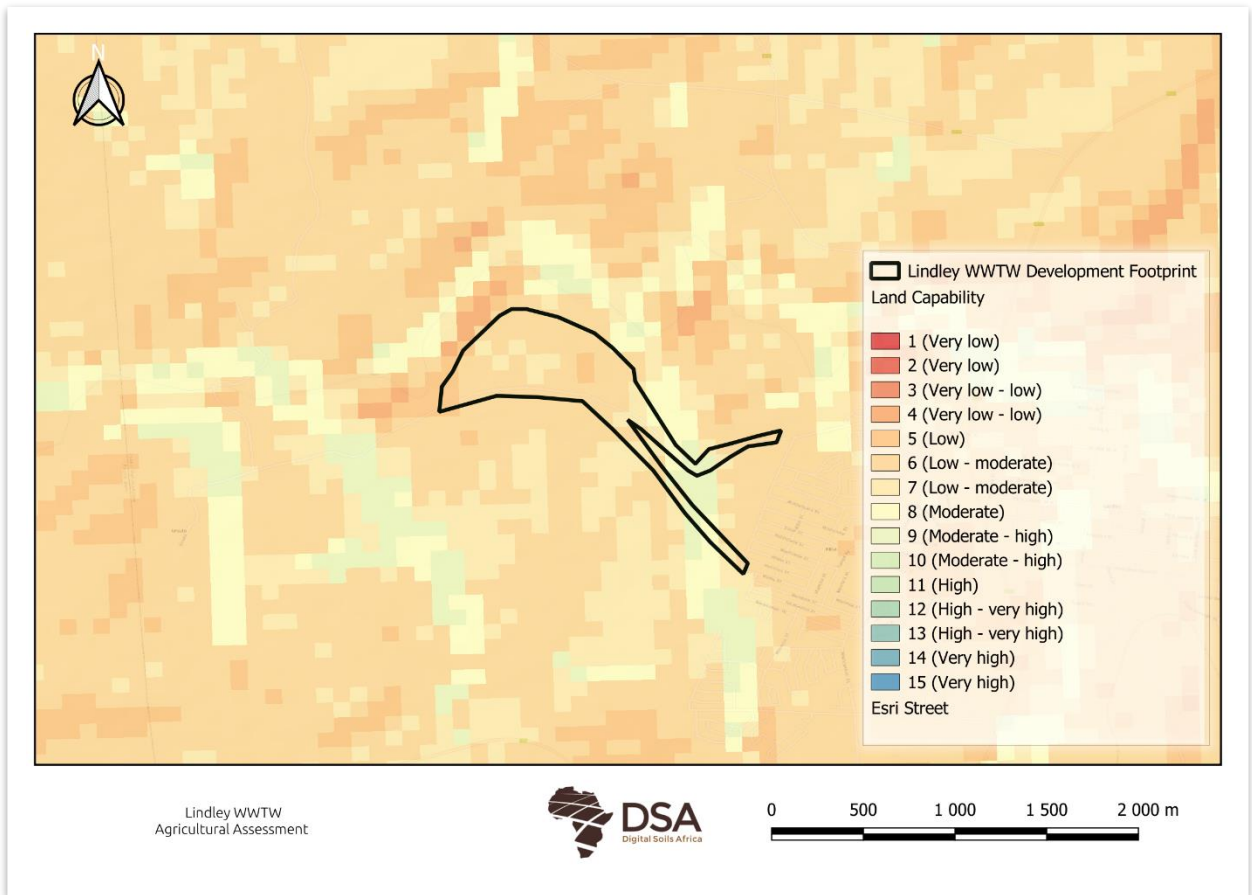 N
Lindley WWTW Development Footprint
Land Capability
1 (Very low)
2 (Very low)
3 (Very low - low)
4 (Very low - low)
5 (Low)
6 (Low - moderate)
7 (Low - moderate)
8 (Moderate)
9 (Moderate - high)
10 (Moderate - high)
11 (High)
12 (High - very high)
13 (High - very high)
14 (Very high)
15 (Very high)
Esri Street
Lindley WWTW
Agricultural Assessment
DSA
Digital Soils Africa
0 500 1 000 1 500 2 000 m